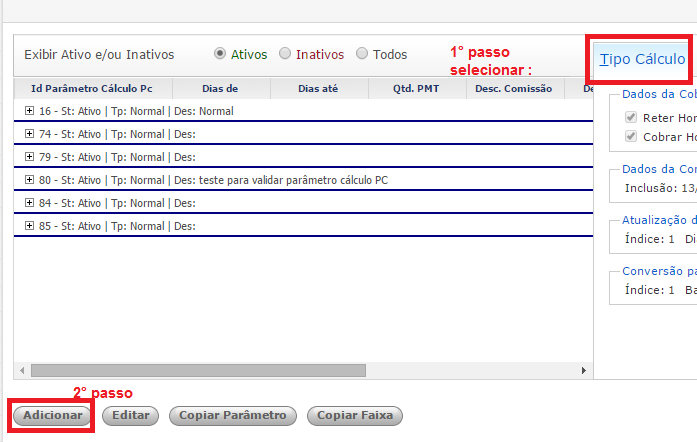 Exibir Ativo e/ou Inativos Ativos Inativos Todos
1° passo
selecionar :
Tipo Cálculo
Id Parâmetro Cálculo Pc Dias de Dias até Qtd. PMT Desc. Comissão De
16 - St: Ativo | Tp: Normal | Des: Normal
74 - St: Ativo | Tp: Normal | Des:
79 - St: Ativo | Tp: Normal | Des:
80 - St: Ativo | Tp: Normal | Des: teste para validar parâmetro cálculo PC
84 - St: Ativo | Tp: Normal | Des:
85 - St: Ativo | Tp: Normal | Des:
Dados da Cob
Reter Hor
Cobrar Ho
Dados da Cor
Inclusão: 13/
Atualização d
Índice: 1 Di
Conversão pa
Índice: 1 Ba
2° passo
Adicionar Editar Copiar Parâmetro Copiar Faixa